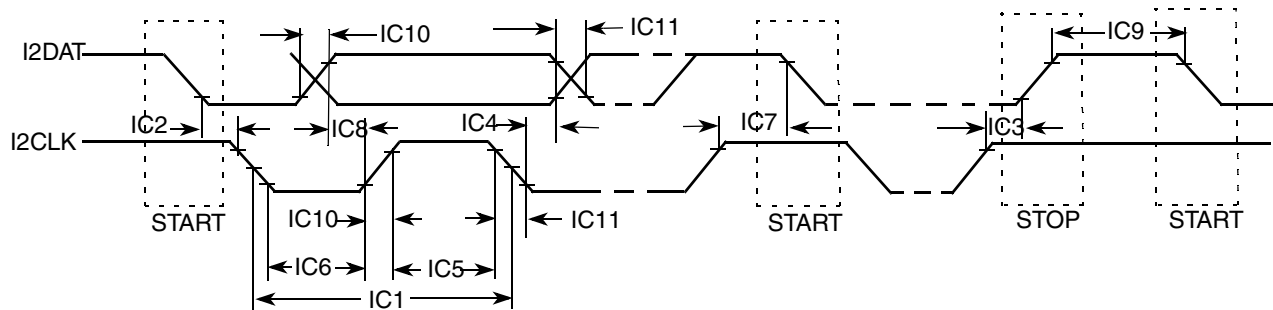 IC10
IC11
IC9
I2DAT
IC2
IC8
IC4
IC7
IC3
I2CLK
START
IC10
IC11
START
STOP
START
IC6
IC5
IC1